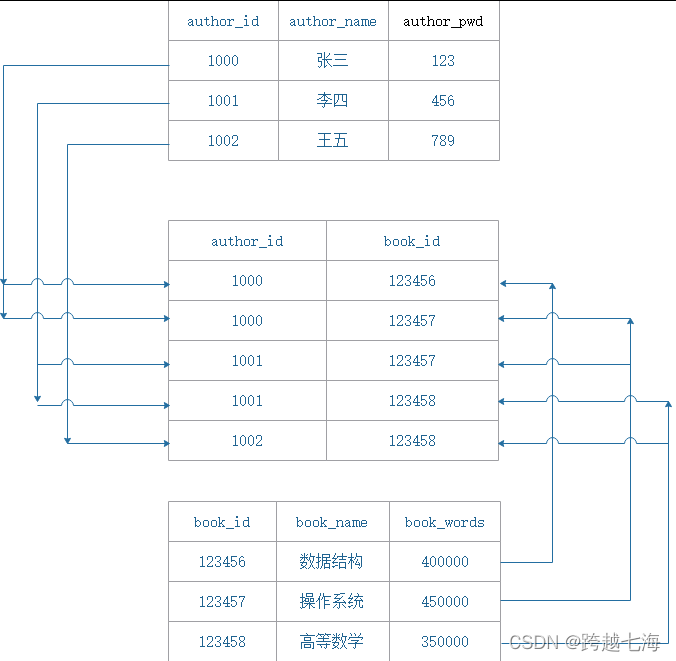 author_id author_name author_pwd
1000 张三 123
1001 李四 456
1002 王五 789
author_id book_id
1000 123456
1000 123457
1001 123457
1001 123458
1002 123458
book_id book_name book_words
123456 数据结构 400000
123457 操作系统 450000
123458 高等数学 350000
CSDN @跨越七海